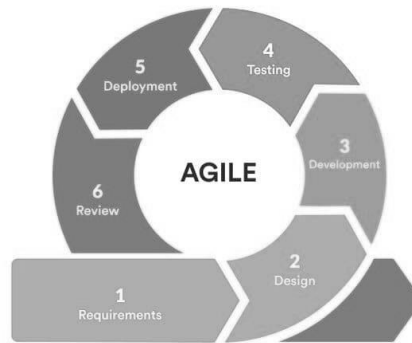 5
Deployment
4
Testing
3
Development
AGILE
6
Review
2
Design
1
Requirements